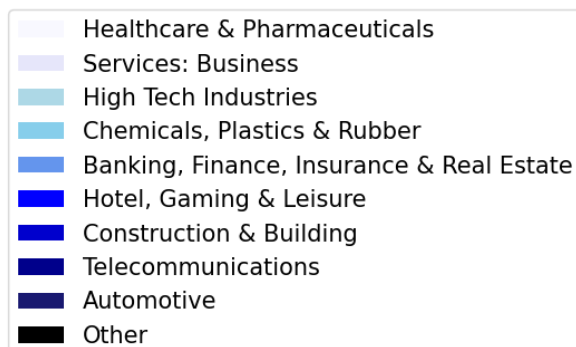 Healthcare & Pharmaceuticals
Services: Business
High Tech Industries
Chemicals, Plastics & Rubber
Banking, Finance, Insurance & Real Estate
Hotel, Gaming & Leisure
Construction & Building
Telecommunications
Automotive
Other